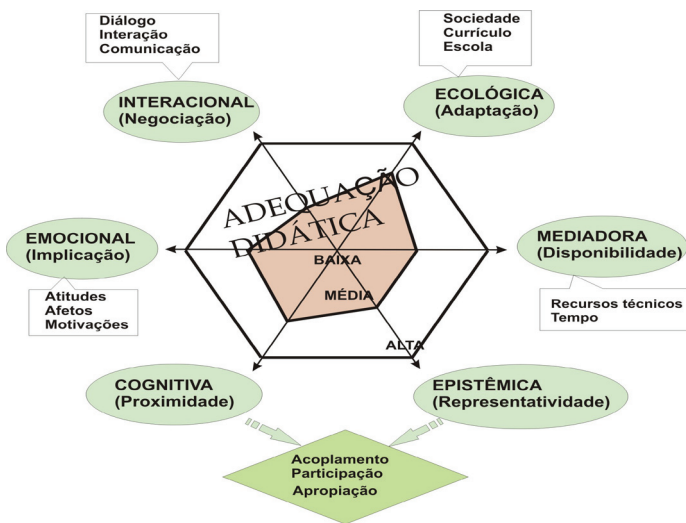 Diálogo
Interação
Comunicação
Sociedade
Currículo
Escola
INTERACIONAL
(Negociação)
ECOLÓGICA
(Adaptação)
ADEQUAÇÃO
DIDÁTICA
EMOCIONAL
(Implicação)
BAIXA
MEDIADORA
(Disponibilidade)
Atitudes
Afetos
Motivações
MÉDIA
Recursos técnicos
Tempo
ALTA
COGNITIVA
(Proximidade)
EPISTÊMICA
(Representatividade)
Acoplamento
Participação
Apropiação